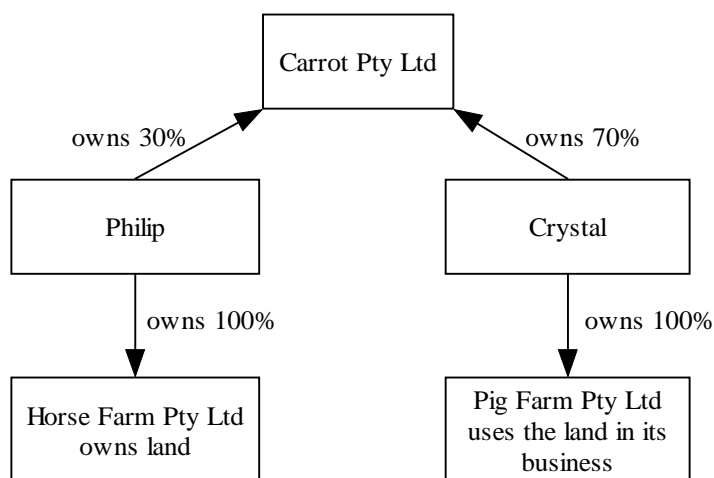 Carrot Pty Ltd
owns 30%
owns 70%
Philip
Crystal
owns 100%
owns 100%
Horse Farm Pty Ltd
owns land
Pig Farm Pty Ltd
uses the land in its
business